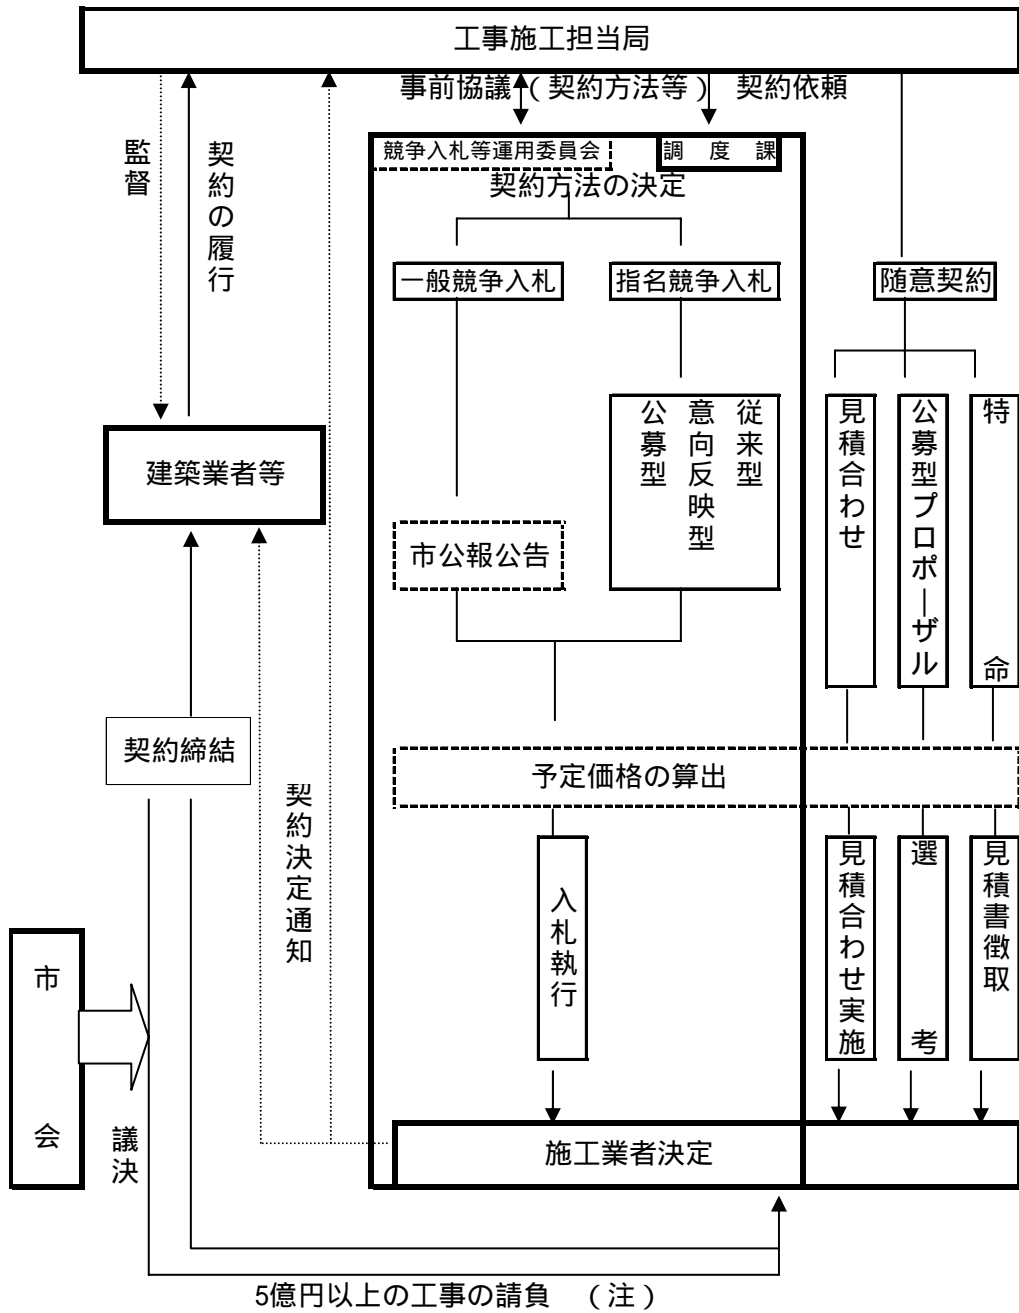 工事施工担当局
事前協議（契約方法等） 契約依頼
監督
契約の履行
競争入札等運用委員会
調度課
契約方法の決定
一般競争入札
指名競争入札
随意契約
従来型
意向反映型
公募型
見積合わせ
公募型プロポーザル
特命
建築業者等
市公報公告
契約締結
予定価格の算出
契約決定通知
入札執行
見積合わせ実施
選考
見積書徴取
市会
議決
施工業者決定
5億円以上の工事の請負 （注）